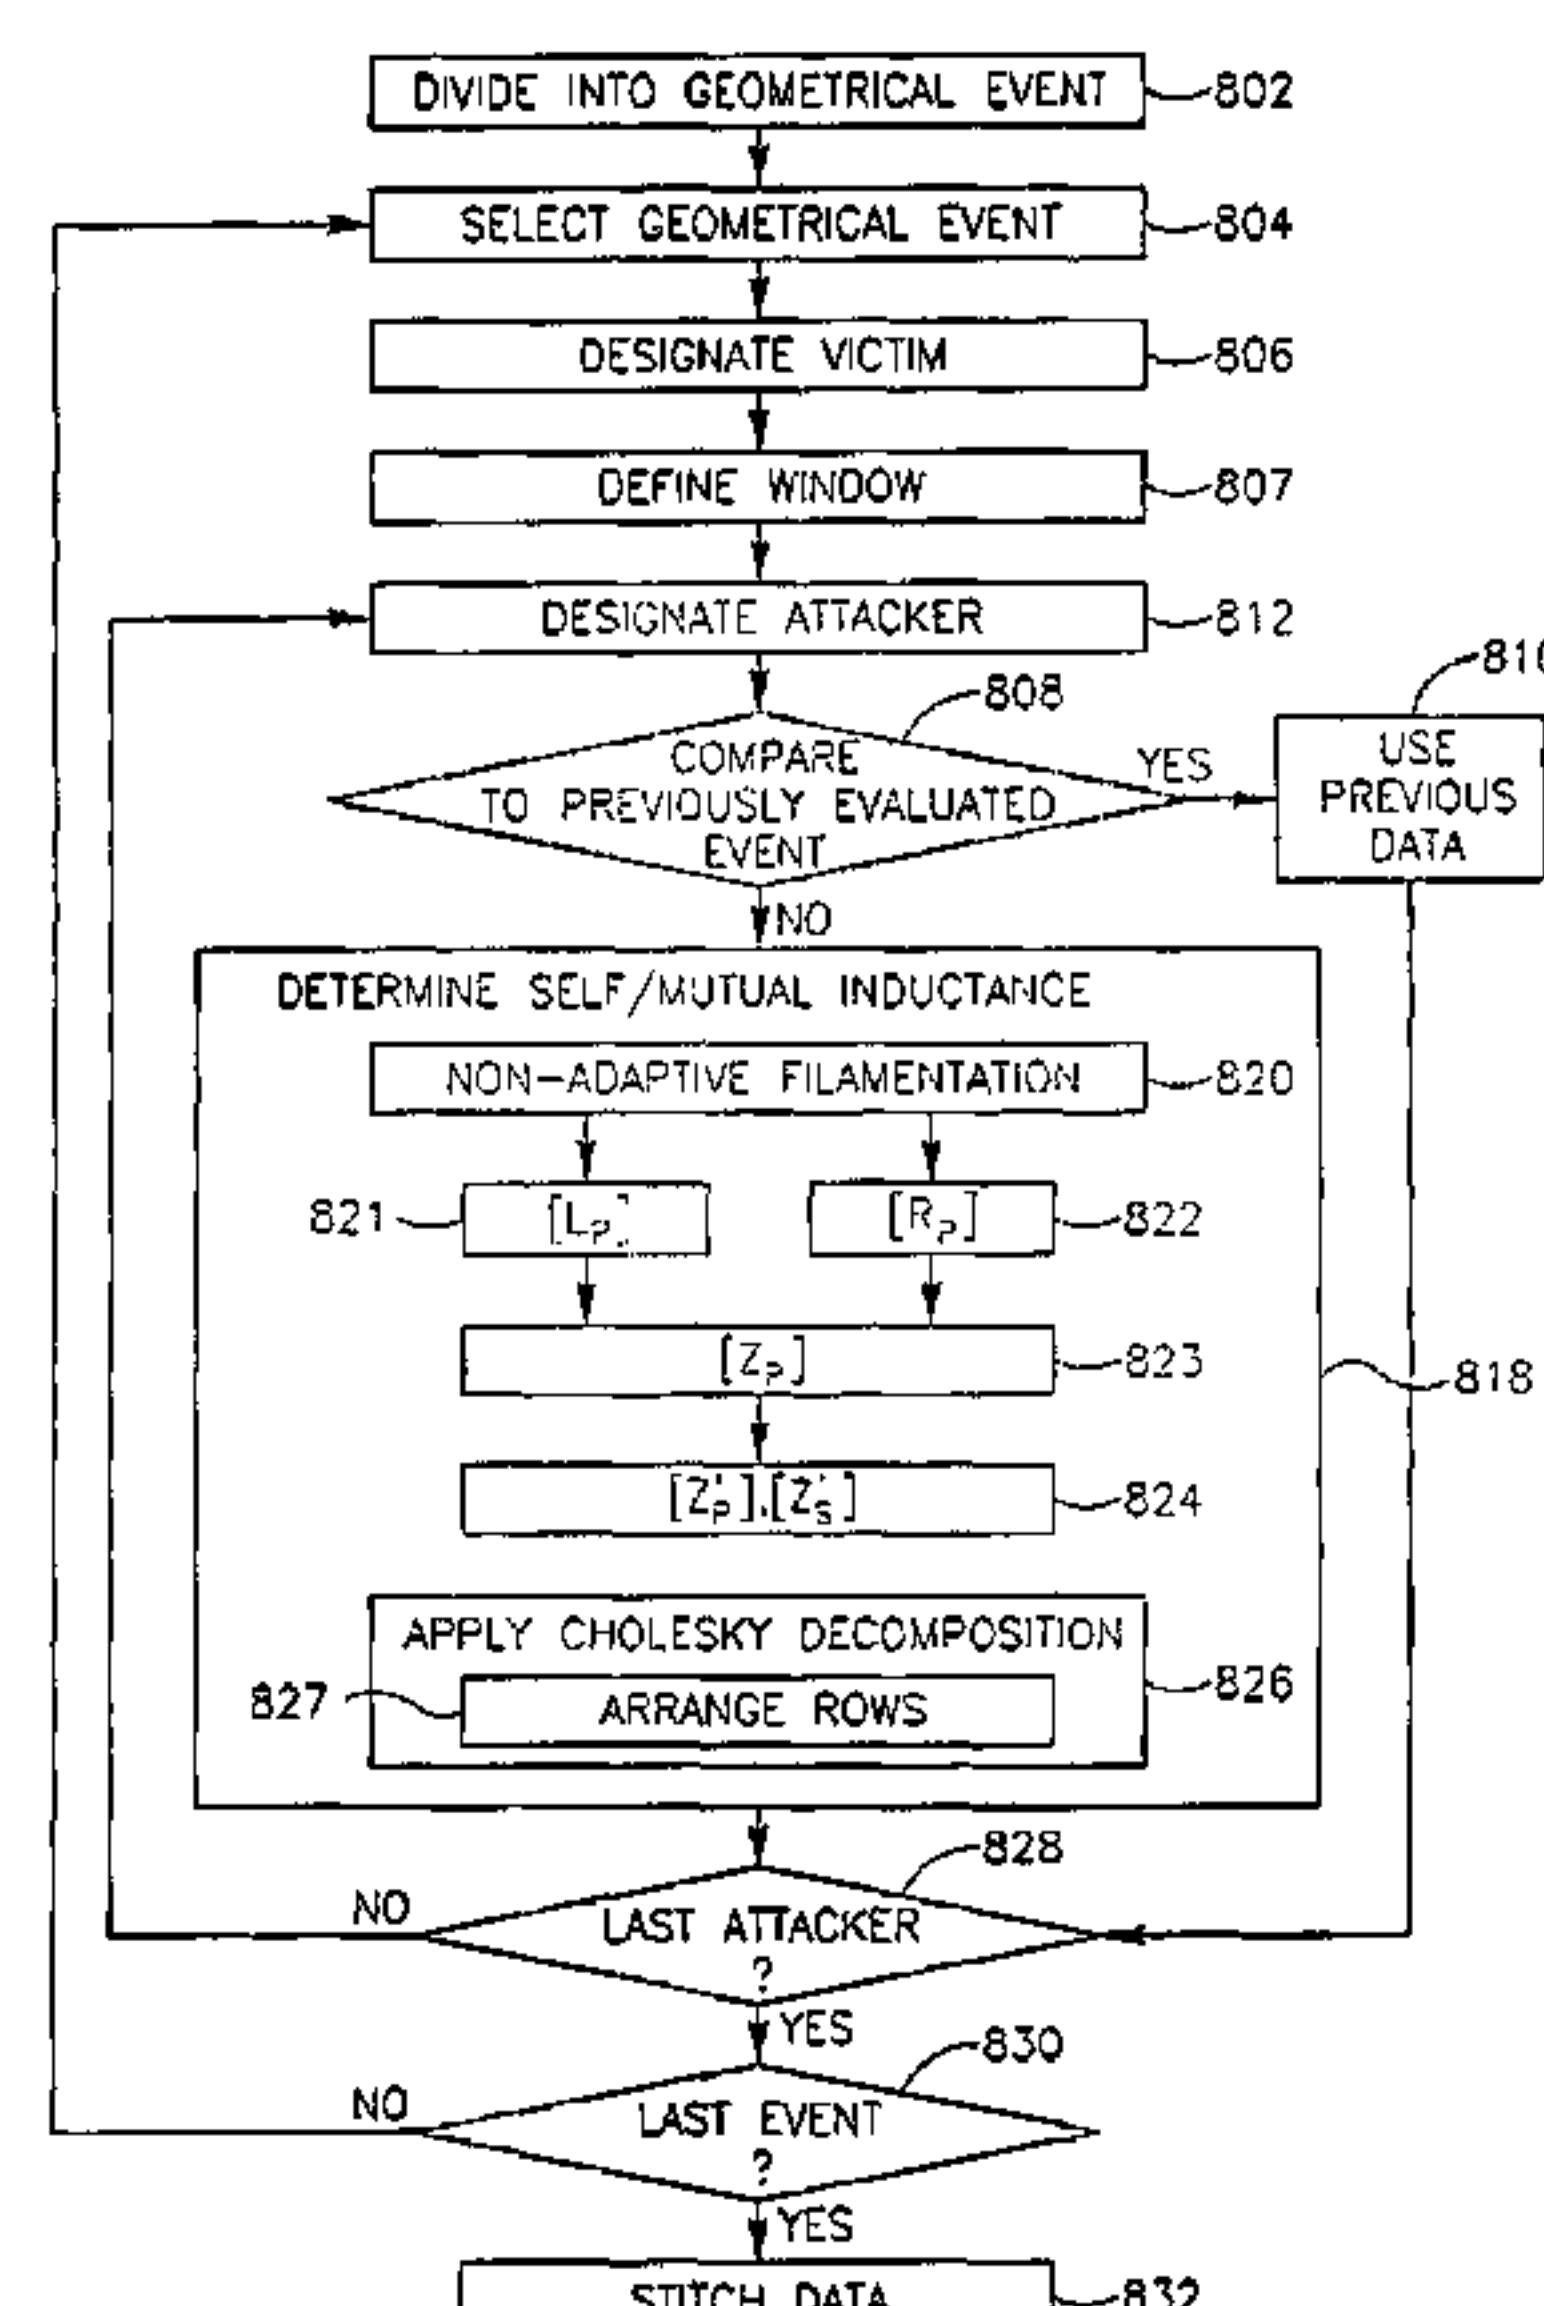 DIVIDE INTO GEOMETRICAL EVENT 802
SELECT GEOMETRICAL EVENT 804
DESIGNATE VICTIM 806
DEFINE WINDOW 807
DESIGNATE ATTACKER 812
808
COMPARE
TO PREVIOUSLY EVALUATED
EVENT
YES
NO
USE
PREVIOUS
DATA
DETERMINE SELF/MUTUAL INDUCTANCE
818
NON-ADAPTIVE FILAMENTATION 820
821 [LP]
[RP] 822
[ZP] 823
[Z'P],[Z'S] 824
APPLY CHOLESKY DECOMPOSITION
826
827 ARRANGE ROWS
828
LAST ATTACKER
?
NO
YES
830
LAST EVENT
?
NO
YES
STITCH DATA 832